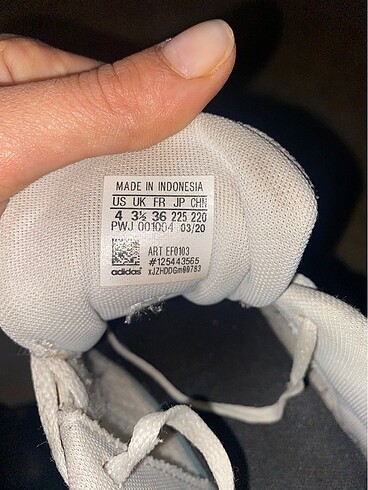 MADE IN INDONESIA
US UK FR JP CHN
4 3½ 36 225 220
PWJ 001004 03/20
ART EF0103
#125443565
adidas xJZHDDGm00783